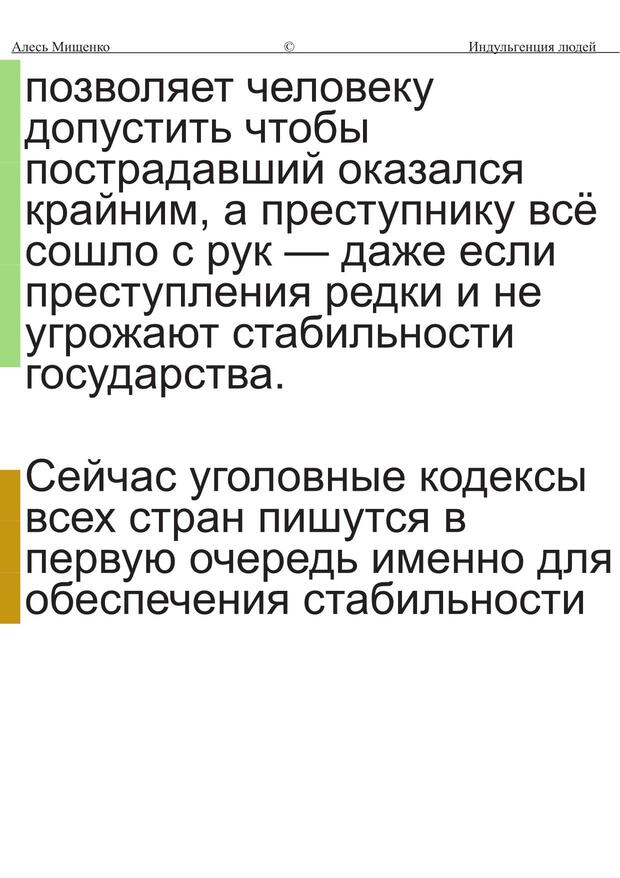 Алесь Мищенко © Индульгенция людей
позволяет человеку
допустить чтобы
пострадавший оказался
крайним, а преступнику всё
сошло с рук — даже если
преступления редки и не
угрожают стабильности
государства.
Сейчас уголовные кодексы
всех стран пишутся в
первую очередь именно для
обеспечения стабильности